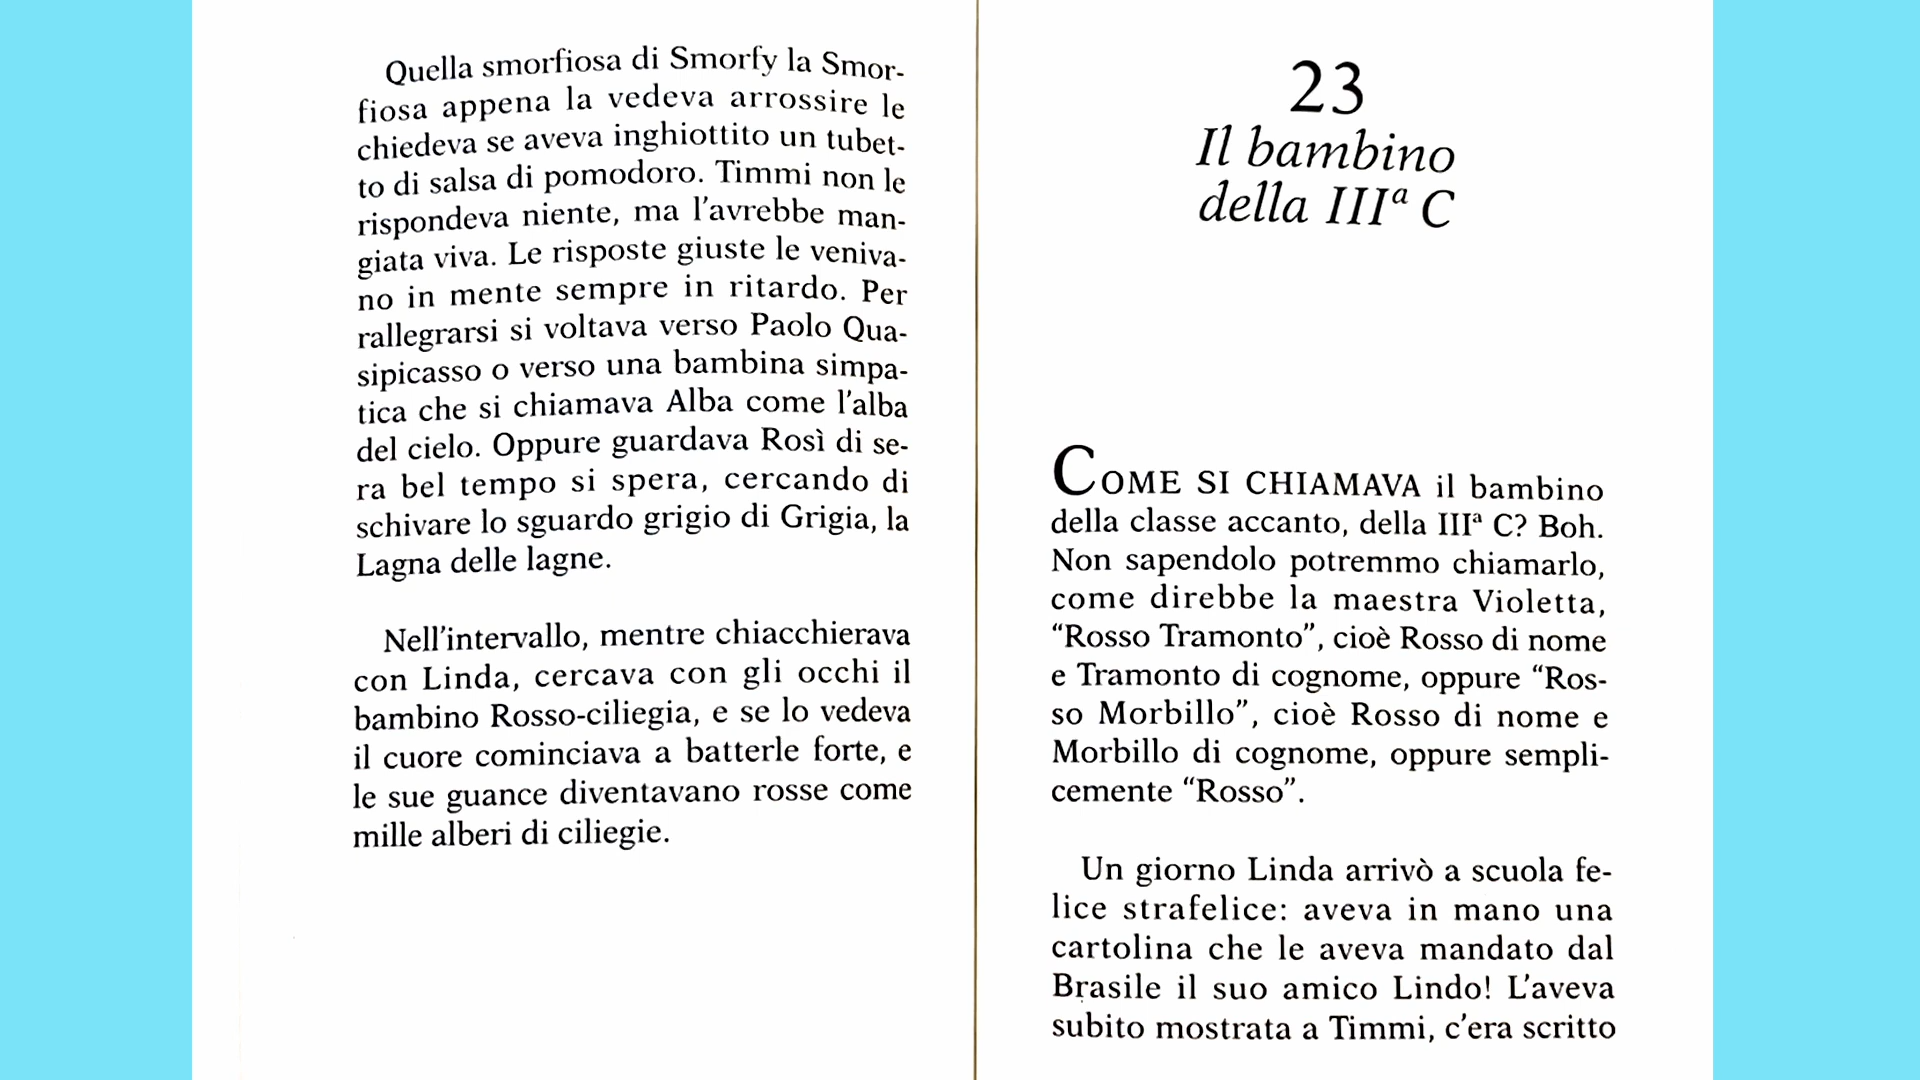 Quella smorfiosa di Smorfy la Smor-
fiosa appena la vedeva arrossire le
chiedeva se aveva inghiottito un tubet-
to di salsa di pomodoro. Timmi non le
rispondeva niente, ma l'avrebbe man-
giata viva. Le risposte giuste le veniva-
no in mente sempre in ritardo. Per
rallegrarsi si voltava verso Paolo Qua-
sipicasso o verso una bambina simpa-
tica che si chiamava Alba come l'alba
del cielo. Oppure guardava Rosì di se-
ra bel tempo si spera, cercando di
schivare lo sguardo grigio di Grigia, la
Lagna delle lagne.
Nell'intervallo, mentre chiacchierava
con Linda, cercava con gli occhi il
bambino Rosso-ciliegia, e se lo vedeva
il cuore cominciava a batterle forte, e
le sue guance diventavano rosse come
mille alberi di ciliegie.
23
Il bambino
della IIIª C
COME SI CHIAMAVA il bambino
della classe accanto, della IIIª C? Boh.
Non sapendolo potremmo chiamarlo,
come direbbe la maestra Violetta,
“Rosso Tramonto”, cioè Rosso di nome
e Tramonto di cognome, oppure “Ros-
so Morbillo”, cioè Rosso di nome e
Morbillo di cognome, oppure sempli-
cemente “Rosso”.
Un giorno Linda arrivò a scuola fe-
lice strafelice: aveva in mano una
cartolina che le aveva mandato dal
Brasile il suo amico Lindo! L'aveva
subito mostrata a Timmi, c'era scritto